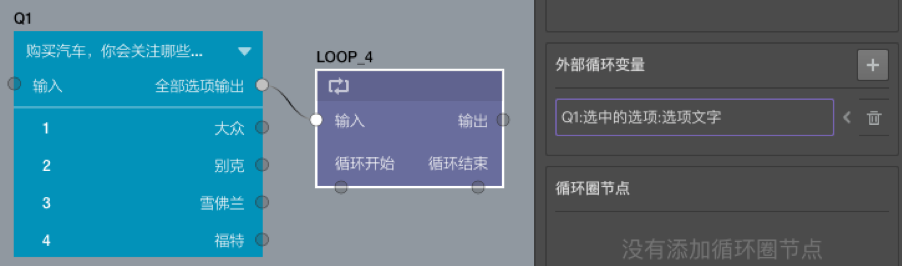 Q1
购买汽车，你会关注哪些...
输入 全部选项输出
1 大众
2 别克
3 雪佛兰
4 福特
LOOP_4
输入 输出
循环开始 循环结束
外部循环变量
Q1:选中的选项:选项文字
循环圈节点
没有添加循环圈节点